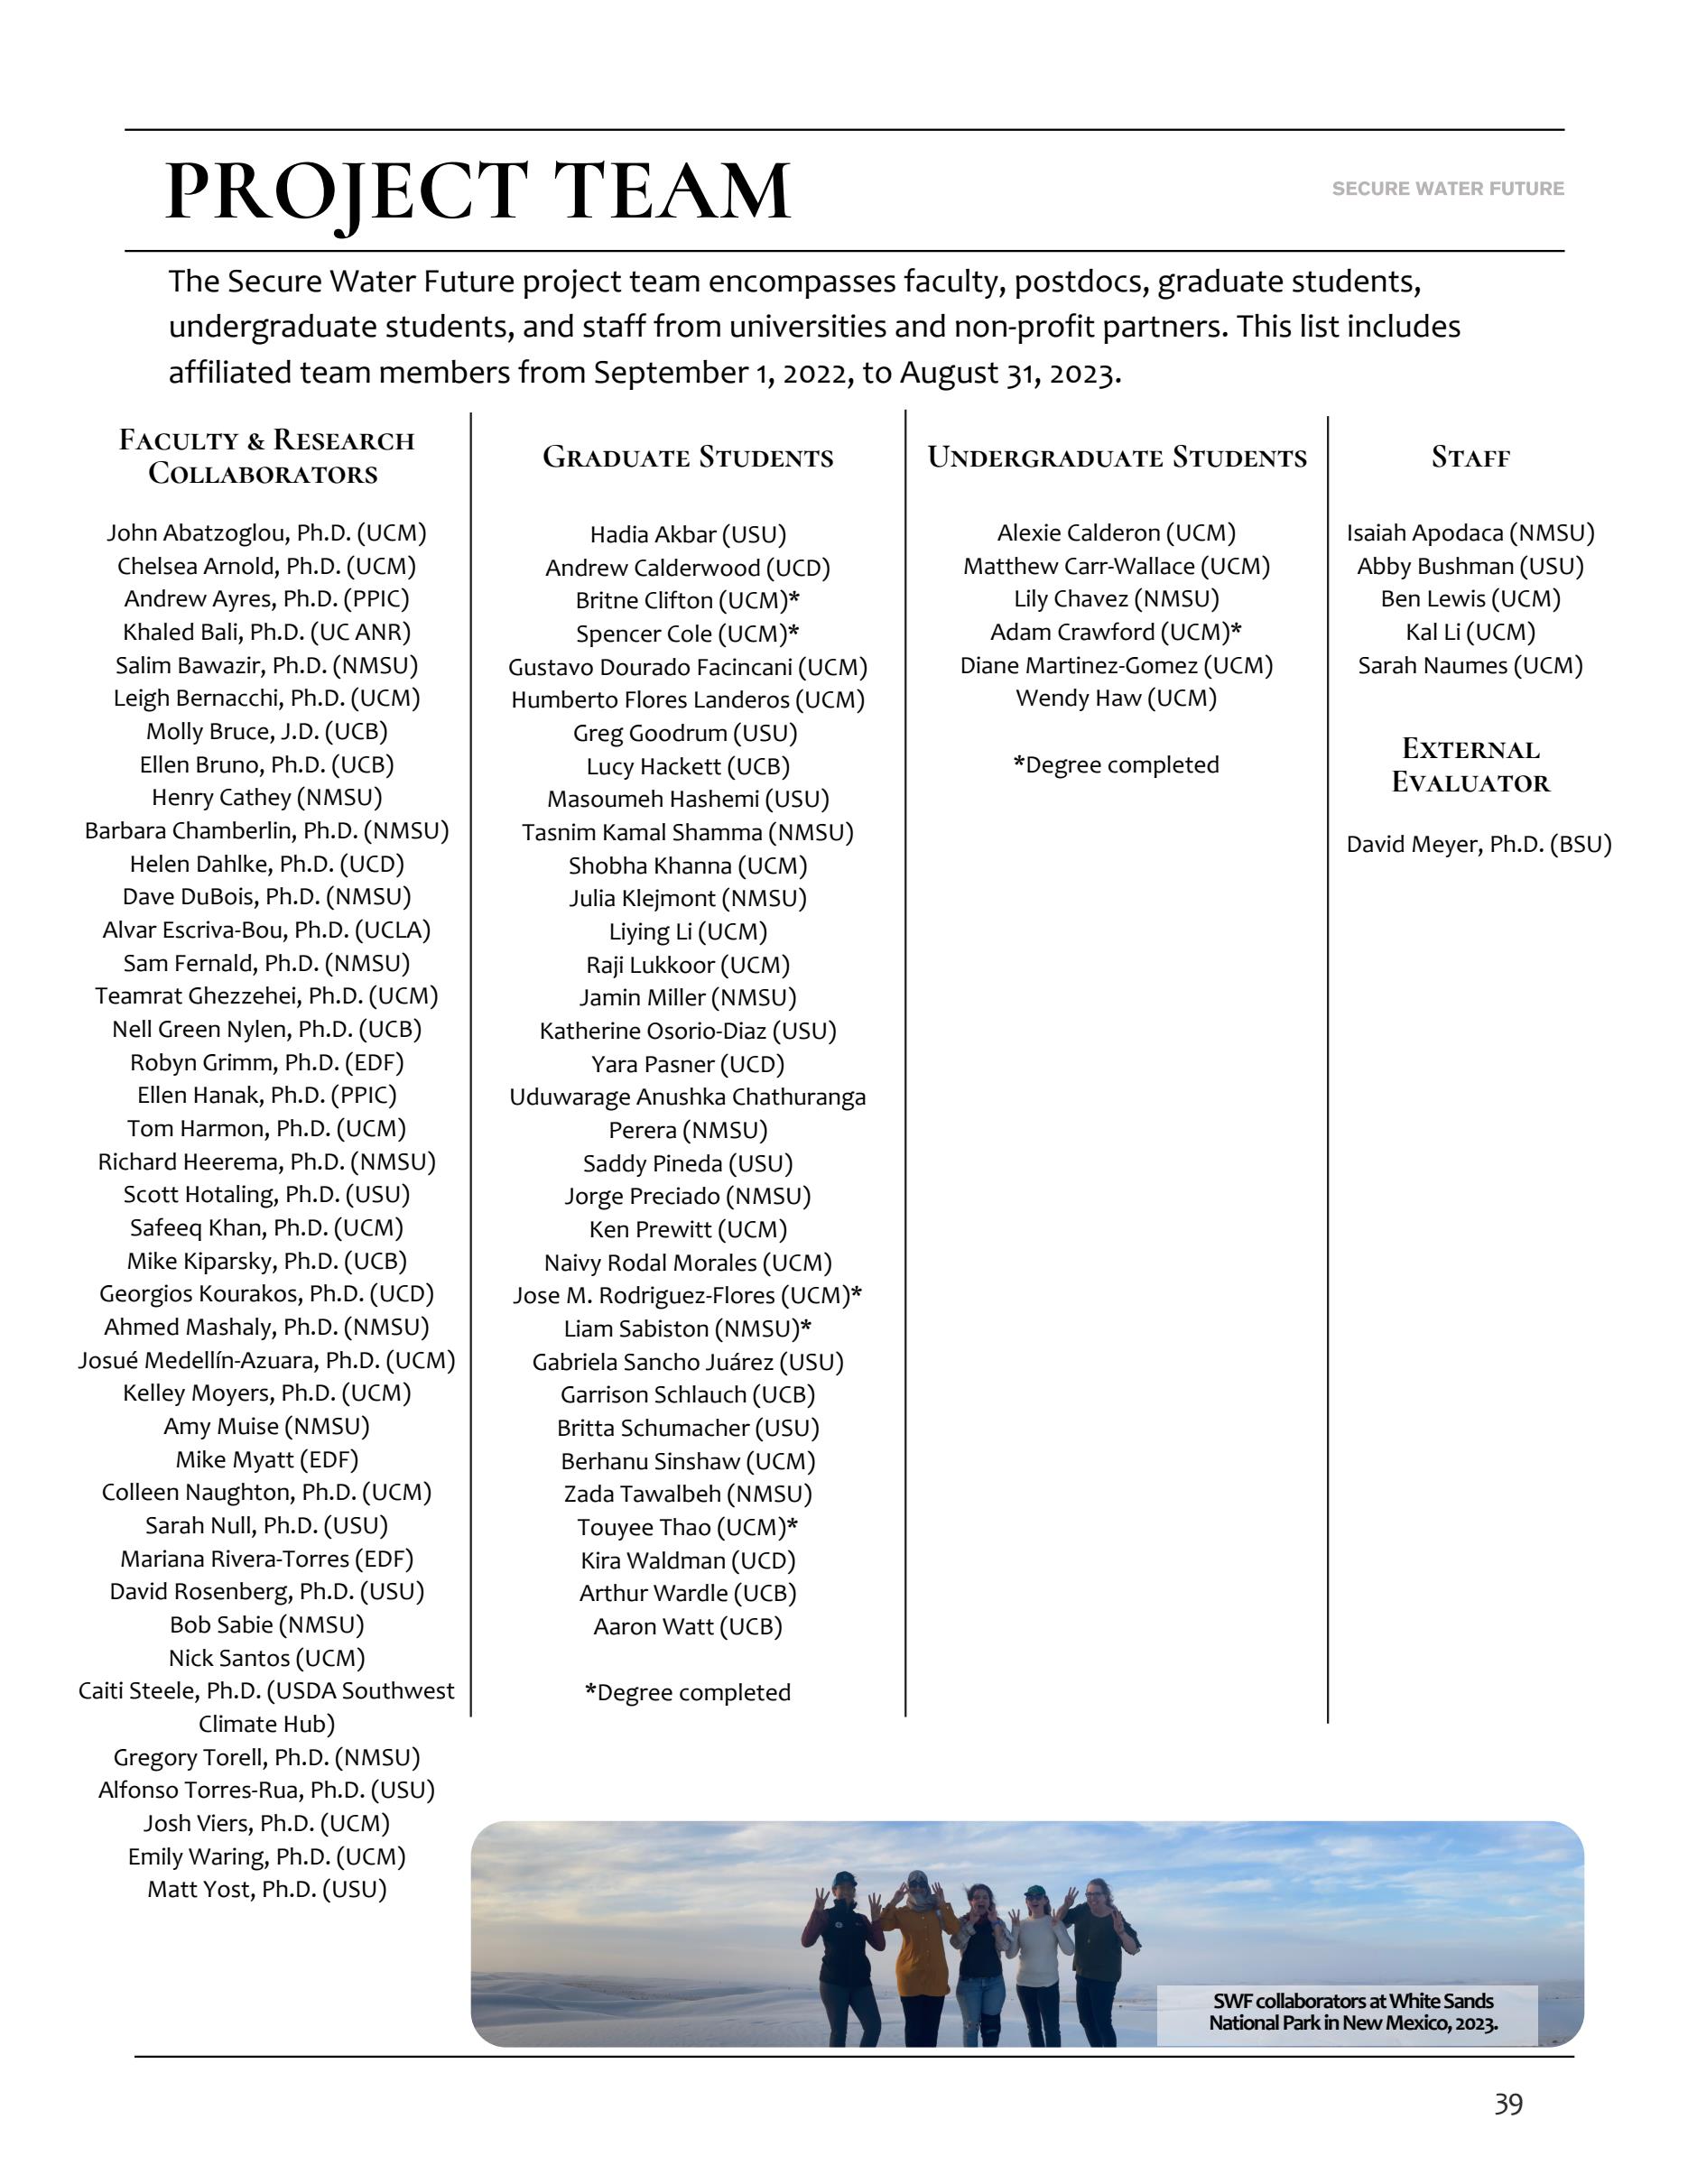 PROJECT TEAM
SECURE WATER FUTURE
The Secure Water Future project team encompasses faculty, postdocs, graduate students,
undergraduate students, and staff from universities and non-profit partners. This list includes
affiliated team members from September 1, 2022, to August 31, 2023.
Faculty & Research
Collaborators
John Abatzoglou, Ph.D. (UCM)
Chelsea Arnold, Ph.D. (UCM)
Andrew Ayres, Ph.D. (PPIC)
Khaled Bali, Ph.D. (UC ANR)
Salim Bawazir, Ph.D. (NMSU)
Leigh Bernacchi, Ph.D. (UCM)
Molly Bruce, J.D. (UCB)
Ellen Bruno, Ph.D. (UCB)
Henry Cathey (NMSU)
Barbara Chamberlin, Ph.D. (NMSU)
Helen Dahlke, Ph.D. (UCD)
Dave DuBois, Ph.D. (NMSU)
Alvar Escriva-Bou, Ph.D. (UCLA)
Sam Fernald, Ph.D. (NMSU)
Teamrat Ghezzehei, Ph.D. (UCM)
Nell Green Nylen, Ph.D. (UCB)
Robyn Grimm, Ph.D. (EDF)
Ellen Hanak, Ph.D. (PPIC)
Tom Harmon, Ph.D. (UCM)
Richard Heerema, Ph.D. (NMSU)
Scott Hotaling, Ph.D. (USU)
Safeeq Khan, Ph.D. (UCM)
Mike Kiparsky, Ph.D. (UCB)
Georgios Kourakos, Ph.D. (UCD)
Ahmed Mashaly, Ph.D. (NMSU)
Josué Medellín-Azuara, Ph.D. (UCM)
Kelley Moyers, Ph.D. (UCM)
Amy Muise (NMSU)
Mike Myatt (EDF)
Colleen Naughton, Ph.D. (UCM)
Sarah Null, Ph.D. (USU)
Mariana Rivera-Torres (EDF)
David Rosenberg, Ph.D. (USU)
Bob Sabie (NMSU)
Nick Santos (UCM)
Caiti Steele, Ph.D. (USDA Southwest
Climate Hub)
Gregory Torell, Ph.D. (NMSU)
Alfonso Torres-Rua, Ph.D. (USU)
Josh Viers, Ph.D. (UCM)
Emily Waring, Ph.D. (UCM)
Matt Yost, Ph.D. (USU)
Graduate Students
Hadia Akbar (USU)
Andrew Calderwood (UCD)
Britne Clifton (UCM)*
Spencer Cole (UCM)*
Gustavo Dourado Facincani (UCM)
Humberto Flores Landeros (UCM)
Greg Goodrum (USU)
Lucy Hackett (UCB)
Masoumeh Hashemi (USU)
Tasnim Kamal Shamma (NMSU)
Shobha Khanna (UCM)
Julia Klejmont (NMSU)
Liying Li (UCM)
Raji Lukkoor (UCM)
Jamin Miller (NMSU)
Katherine Osorio-Diaz (USU)
Yara Pasner (UCD)
Uduwarage Anushka Chathuranga
Perera (NMSU)
Saddy Pineda (USU)
Jorge Preciado (NMSU)
Ken Prewitt (UCM)
Naivy Rodal Morales (UCM)
Jose M. Rodriguez-Flores (UCM)*
Liam Sabiston (NMSU)*
Gabriela Sancho Juárez (USU)
Garrison Schlauch (UCB)
Britta Schumacher (USU)
Berhanu Sinshaw (UCM)
Zada Tawalbeh (NMSU)
Touyee Thao (UCM)*
Kira Waldman (UCD)
Arthur Wardle (UCB)
Aaron Watt (UCB)
*Degree completed
Undergraduate Students
Alexie Calderon (UCM)
Matthew Carr-Wallace (UCM)
Lily Chavez (NMSU)
Adam Crawford (UCM)*
Diane Martinez-Gomez (UCM)
Wendy Haw (UCM)
*Degree completed
Staff
Isaiah Apodaca (NMSU)
Abby Bushman (USU)
Ben Lewis (UCM)
Kal Li (UCM)
Sarah Naumes (UCM)
External
Evaluator
David Meyer, Ph.D. (BSU)
SWF collaborators at White Sands
National Park in New Mexico, 2023.
39